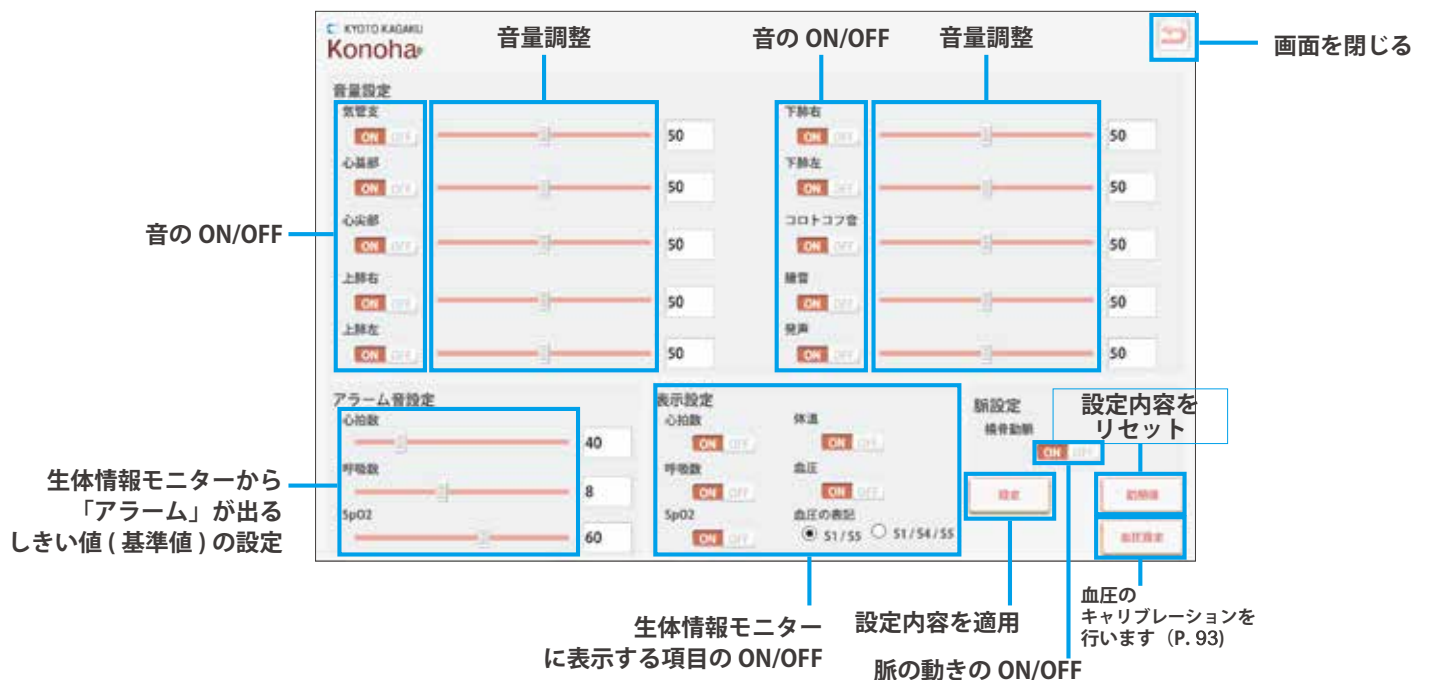 KYOTO KAGAKU
Konoha
音量調整
音の ON/OFF
音量調整
画面を閉じる
音量設定
気管支
ON OFF
50
下肺右
ON OFF
50
心基部
ON OFF
50
下肺左
ON OFF
50
音の ON/OFF
心尖部
ON OFF
50
コロトコフ音
ON OFF
50
上肺右
ON OFF
50
腸音
ON OFF
50
上肺左
ON OFF
50
発声
ON OFF
50
アラーム音設定
心拍数
40
呼吸数
8
SpO2
60
生体情報モニターから
「アラーム」が出る
しきい値 ( 基準値 ) の設定
表示設定
心拍数
ON OFF
体温
ON OFF
呼吸数
ON OFF
血圧
ON OFF
SpO2
ON OFF
血圧の表記
S1/S5
S1/S4/S5
脈設定
橈骨動脈
ON OFF
設定内容を
リセット
設定
初期値
血圧設定
生体情報モニター
に表示する項目の ON/OFF
設定内容を適用
脈の動きの ON/OFF
血圧の
キャリブレーションを
行います（P. 93)